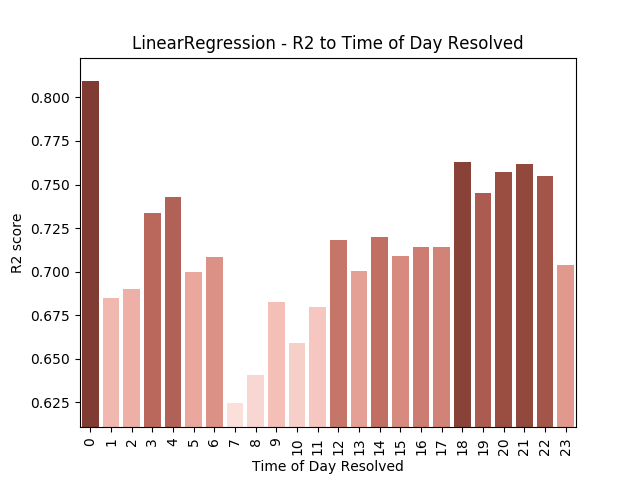 LinearRegression - R2 to Time of Day Resolved
R2 score
0.800
0.775
0.750
0.725
0.700
0.675
0.650
0.625
0 1 2 3 4 5 6 7 8 9 10 11 12 13 14 15 16 17 18 19 20 21 22 23
Time of Day Resolved